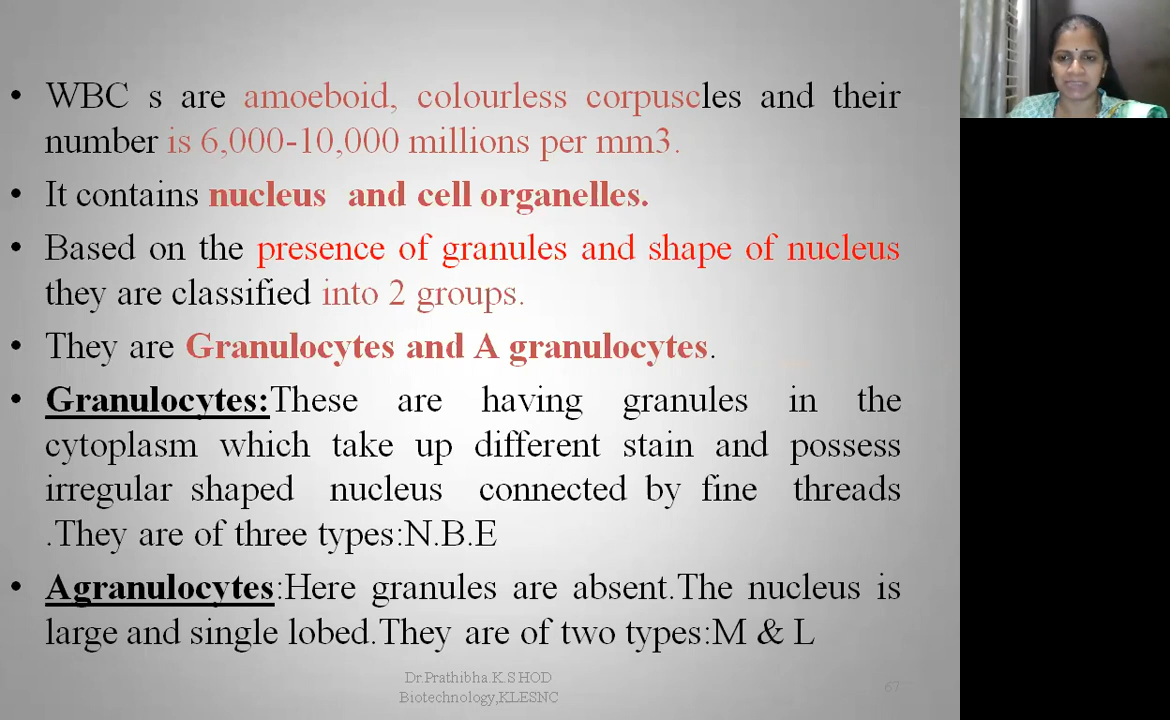 • WBC s are amoeboid, colourless corpuscles and their
number is 6,000-10,000 millions per mm3.
• It contains nucleus and cell organelles.
• Based on the presence of granules and shape of nucleus
they are classified into 2 groups.
• They are Granulocytes and A granulocytes.
• Granulocytes:These are having granules in the
cytoplasm which take up different stain and possess
irregular shaped nucleus connected by fine threads
.They are of three types:N.B.E
• Agranulocytes:Here granules are absent.The nucleus is
large and single lobed.They are of two types:M & L
Dr.Prathibha.K.S HOD
Biotechnology,KLESNC
67